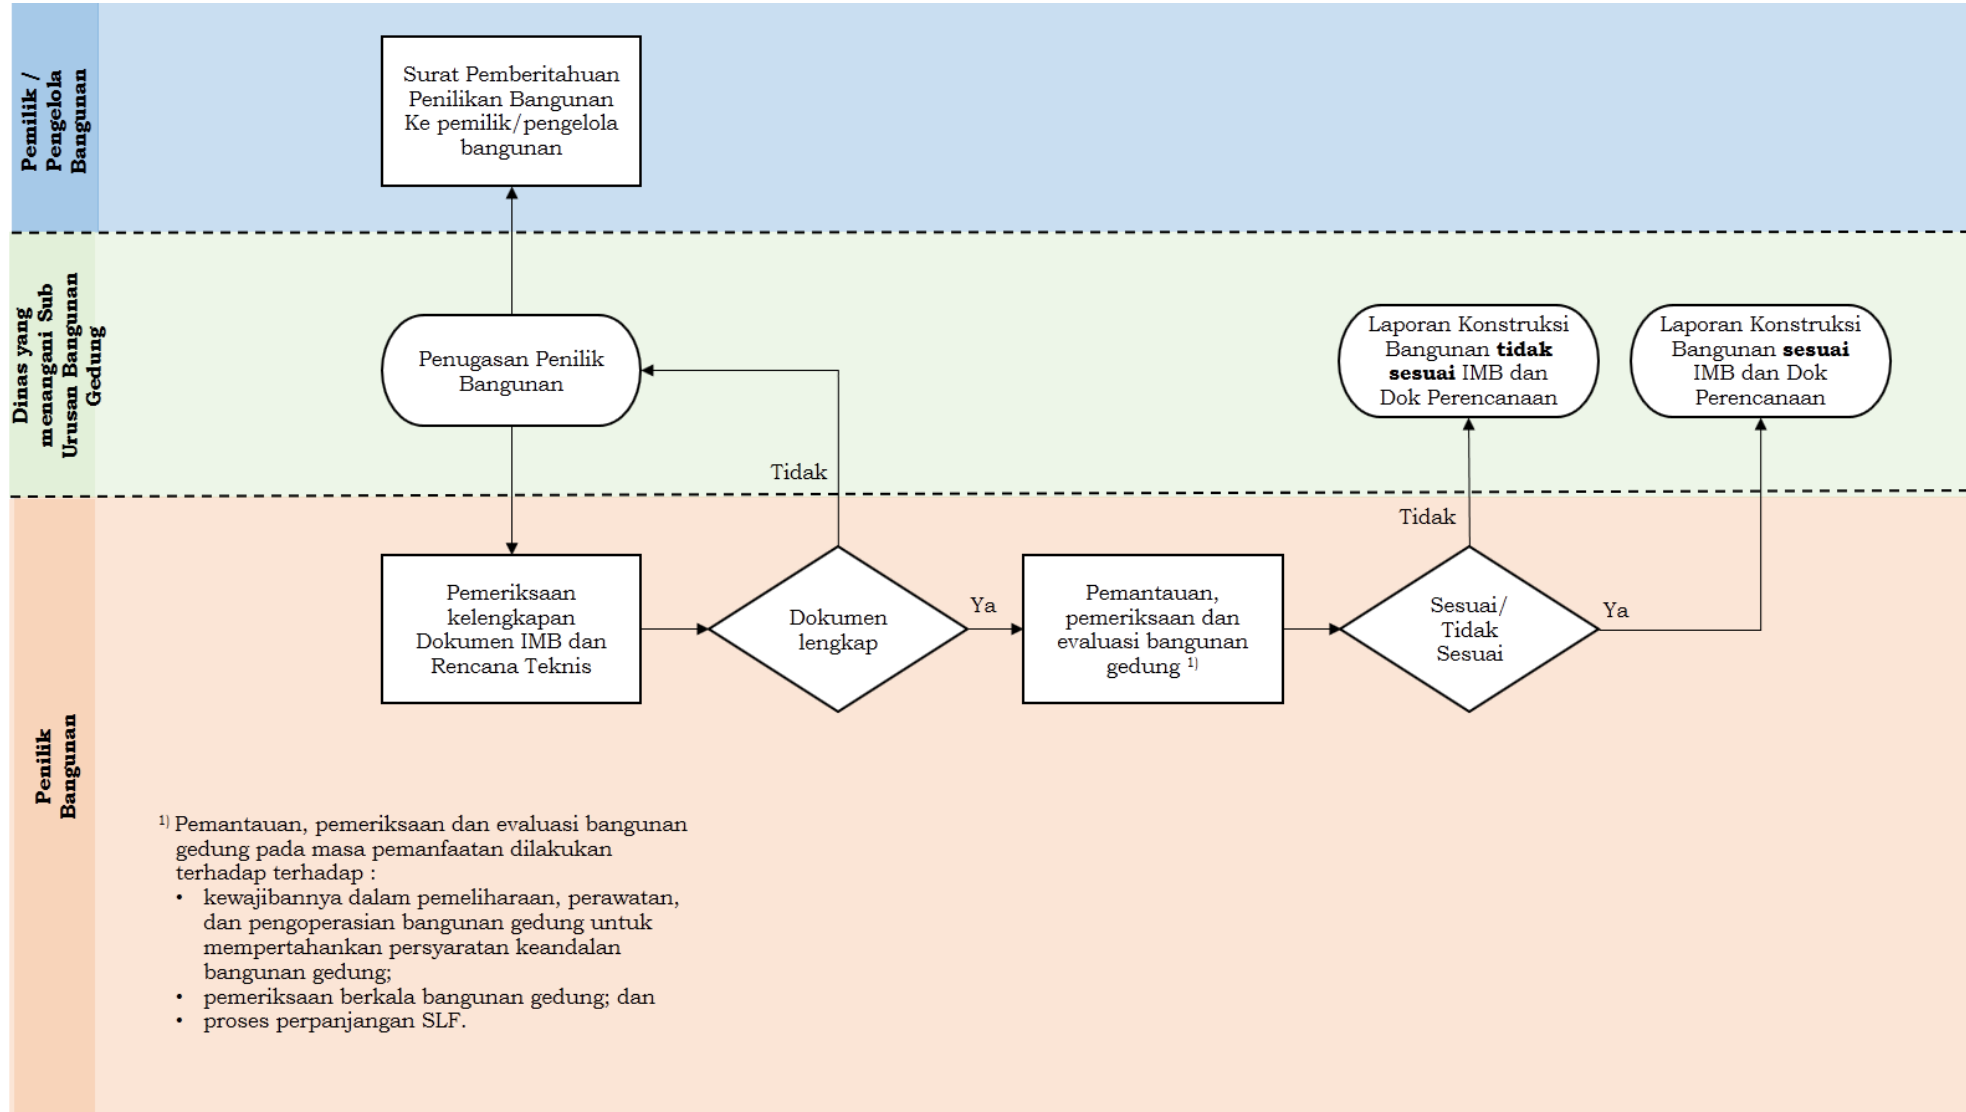 Pemilik /
Pengelola
Bangunan
Surat Pemberitahuan
Penilikan Bangunan
Ke pemilik/pengelola
bangunan
Dinas yang
menangani Sub
Urusan Bangunan
Gedung
Penugasan Penilik
Bangunan
Laporan Konstruksi
Bangunan tidak
sesuai IMB dan
Dok Perencanaan
Laporan Konstruksi
Bangunan sesuai
IMB dan Dok
Perencanaan
Tidak
Tidak
Penilik
Bangunan
Pemeriksaan
kelengkapan
Dokumen IMB dan
Rencana Teknis
Dokumen
lengkap
Ya
Pemantauan,
pemeriksaan dan
evaluasi bangunan
gedung 1)
Sesuai/
Tidak
Sesuai
Ya
1) Pemantauan, pemeriksaan dan evaluasi bangunan
gedung pada masa pemanfaatan dilakukan
terhadap terhadap :
• kewajibannya dalam pemeliharaan, perawatan,
dan pengoperasian bangunan gedung untuk
mempertahankan persyaratan keandalan
bangunan gedung;
• pemeriksaan berkala bangunan gedung; dan
• proses perpanjangan SLF.